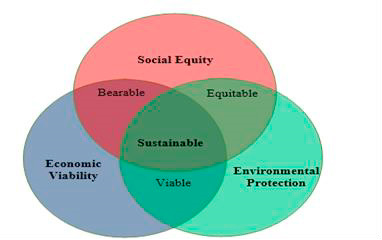 Social Equity
Bearable
Equitable
Sustainable
Economic
Viability
Viable
Environmental
Protection